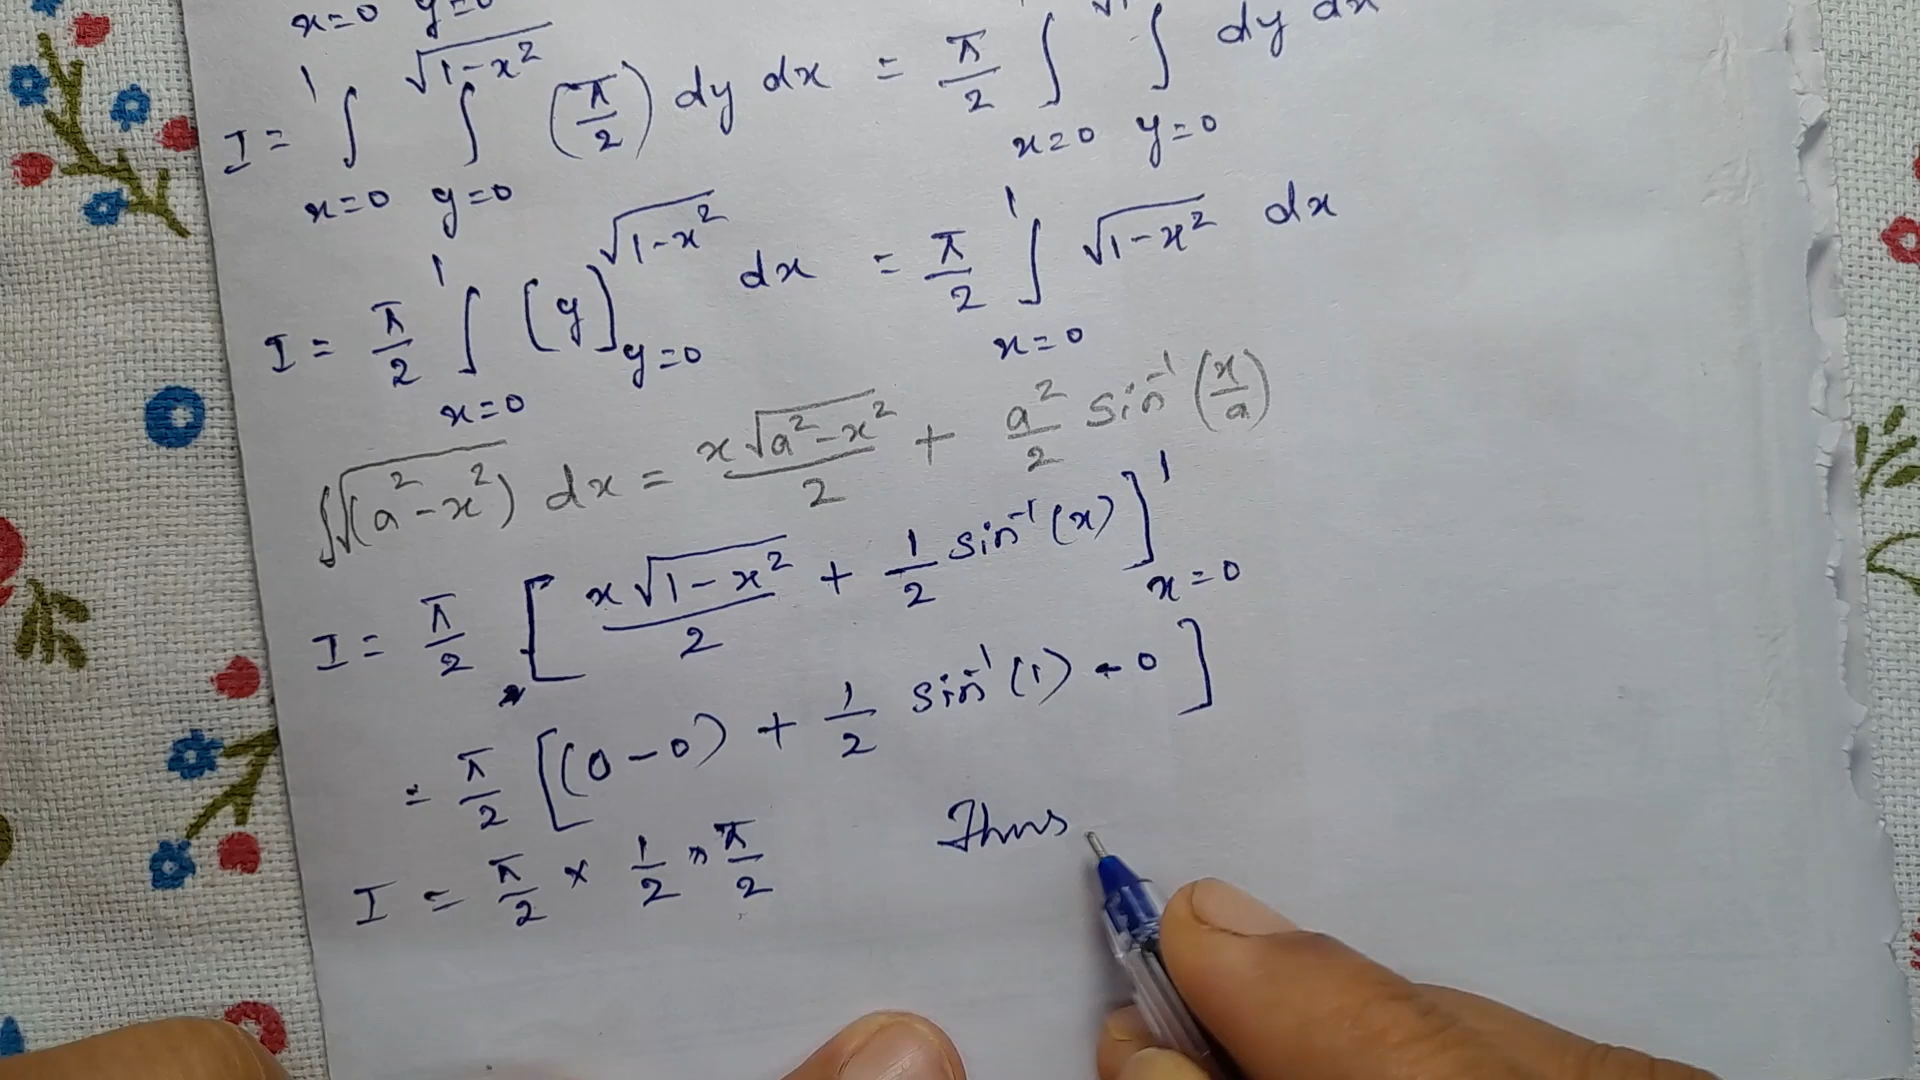 x=0 y=0
I = ∫_{x=0}^{1} ∫_{y=0}^{√(1-x²)} (π/2) dy dx = π/2 ∫_{x=0} ∫_{y=0} dy dx
I = π/2 ∫_{x=0}^{1} [y]_{y=0}^{√(1-x²)} dx = π/2 ∫_{x=0}^{1} √(1-x²) dx
∫√(a²-x²) dx = x√(a²-x²)/2 + a²/2 sin⁻¹(x/a)
I = π/2 [x√(1-x²)/2 + 1/2 sin⁻¹(x)]_{x=0}^{1}
= π/2 [(0-0) + 1/2 sin⁻¹(1) - 0]
I = π/2 × 1/2 × π/2 Thus